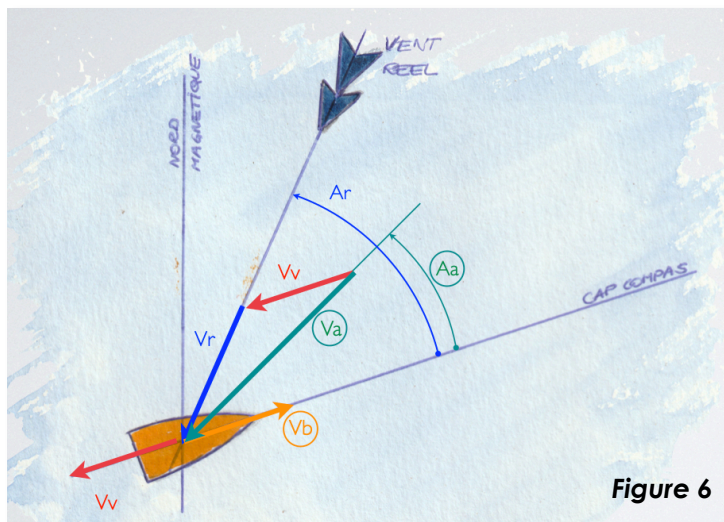 VENT
REEL
NORD
MAGNETIQUE
Ar
Vv
Aa
CAP COMPAS
Va
Vr
Vb
Vv
Figure 6